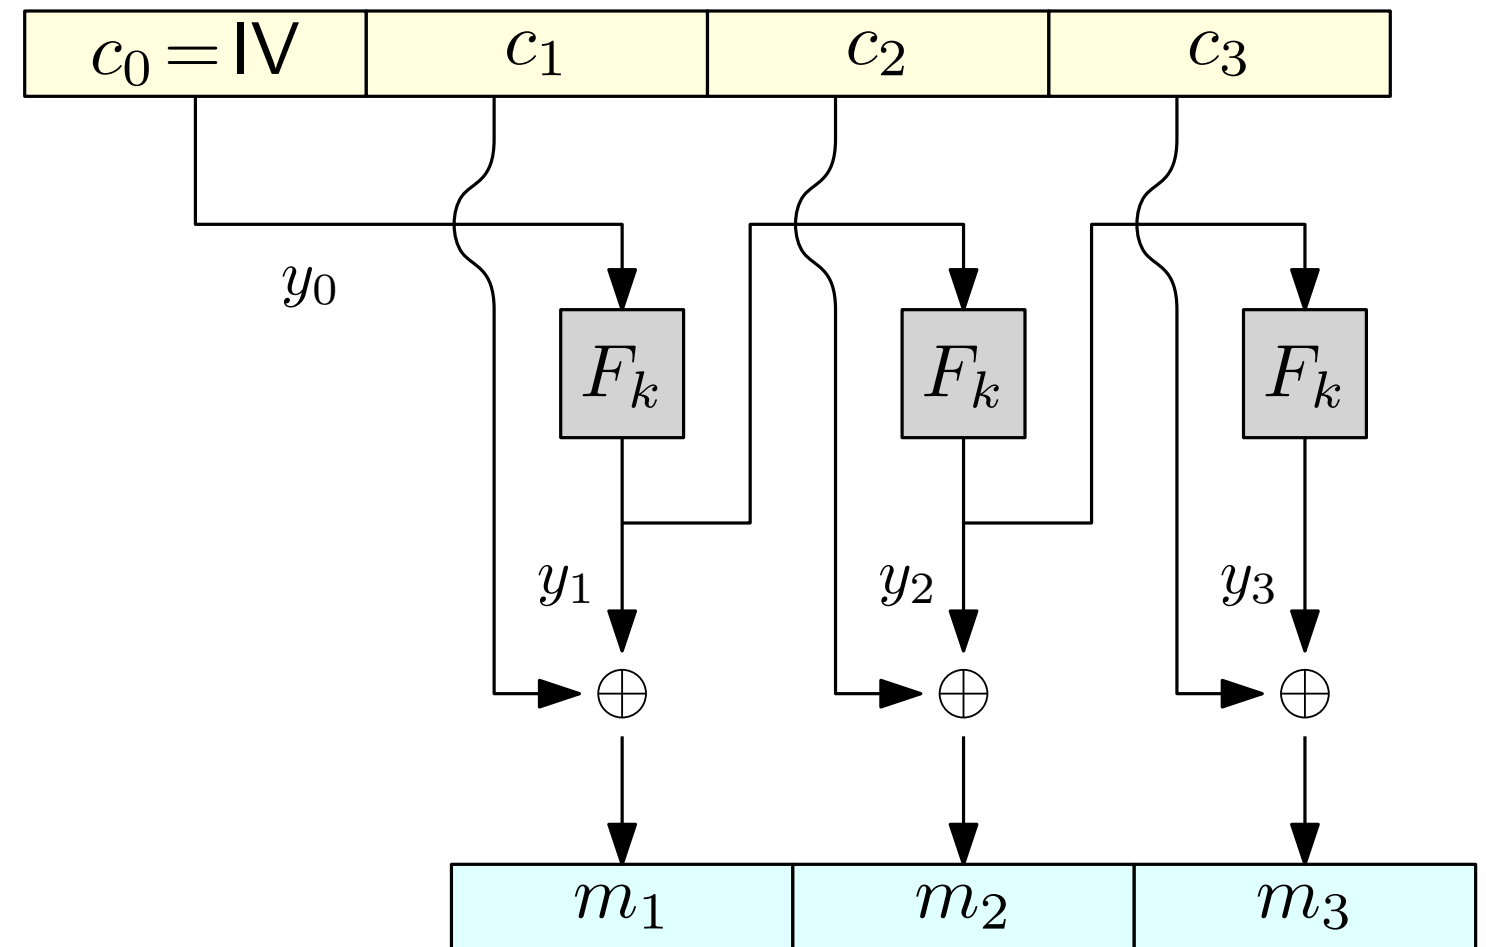 c₀ = IV c₁ c₂ c₃
y₀
Fₖ Fₖ Fₖ
y₁ y₂ y₃
m₁ m₂ m₃